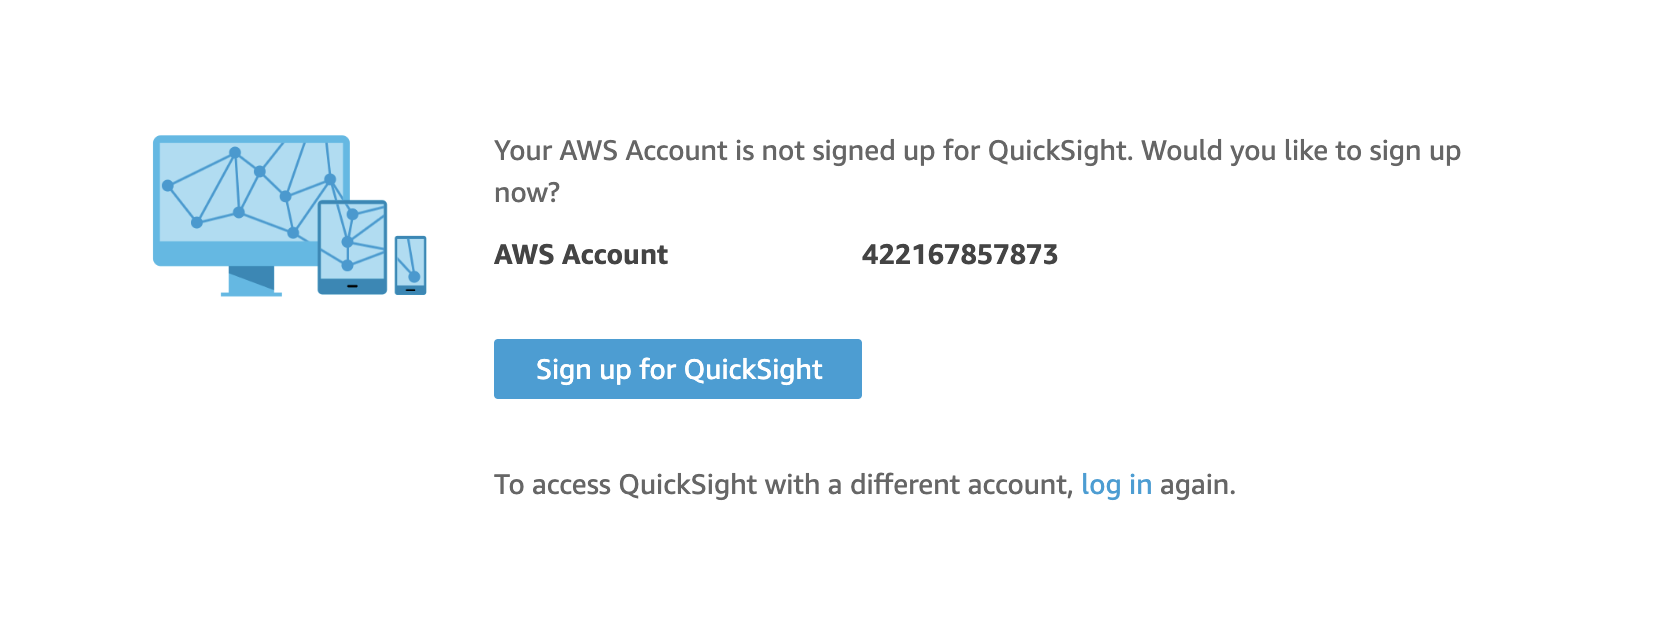 Your AWS Account is not signed up for QuickSight. Would you like to sign up
now?
AWS Account 422167857873
Sign up for QuickSight
To access QuickSight with a different account, log in again.